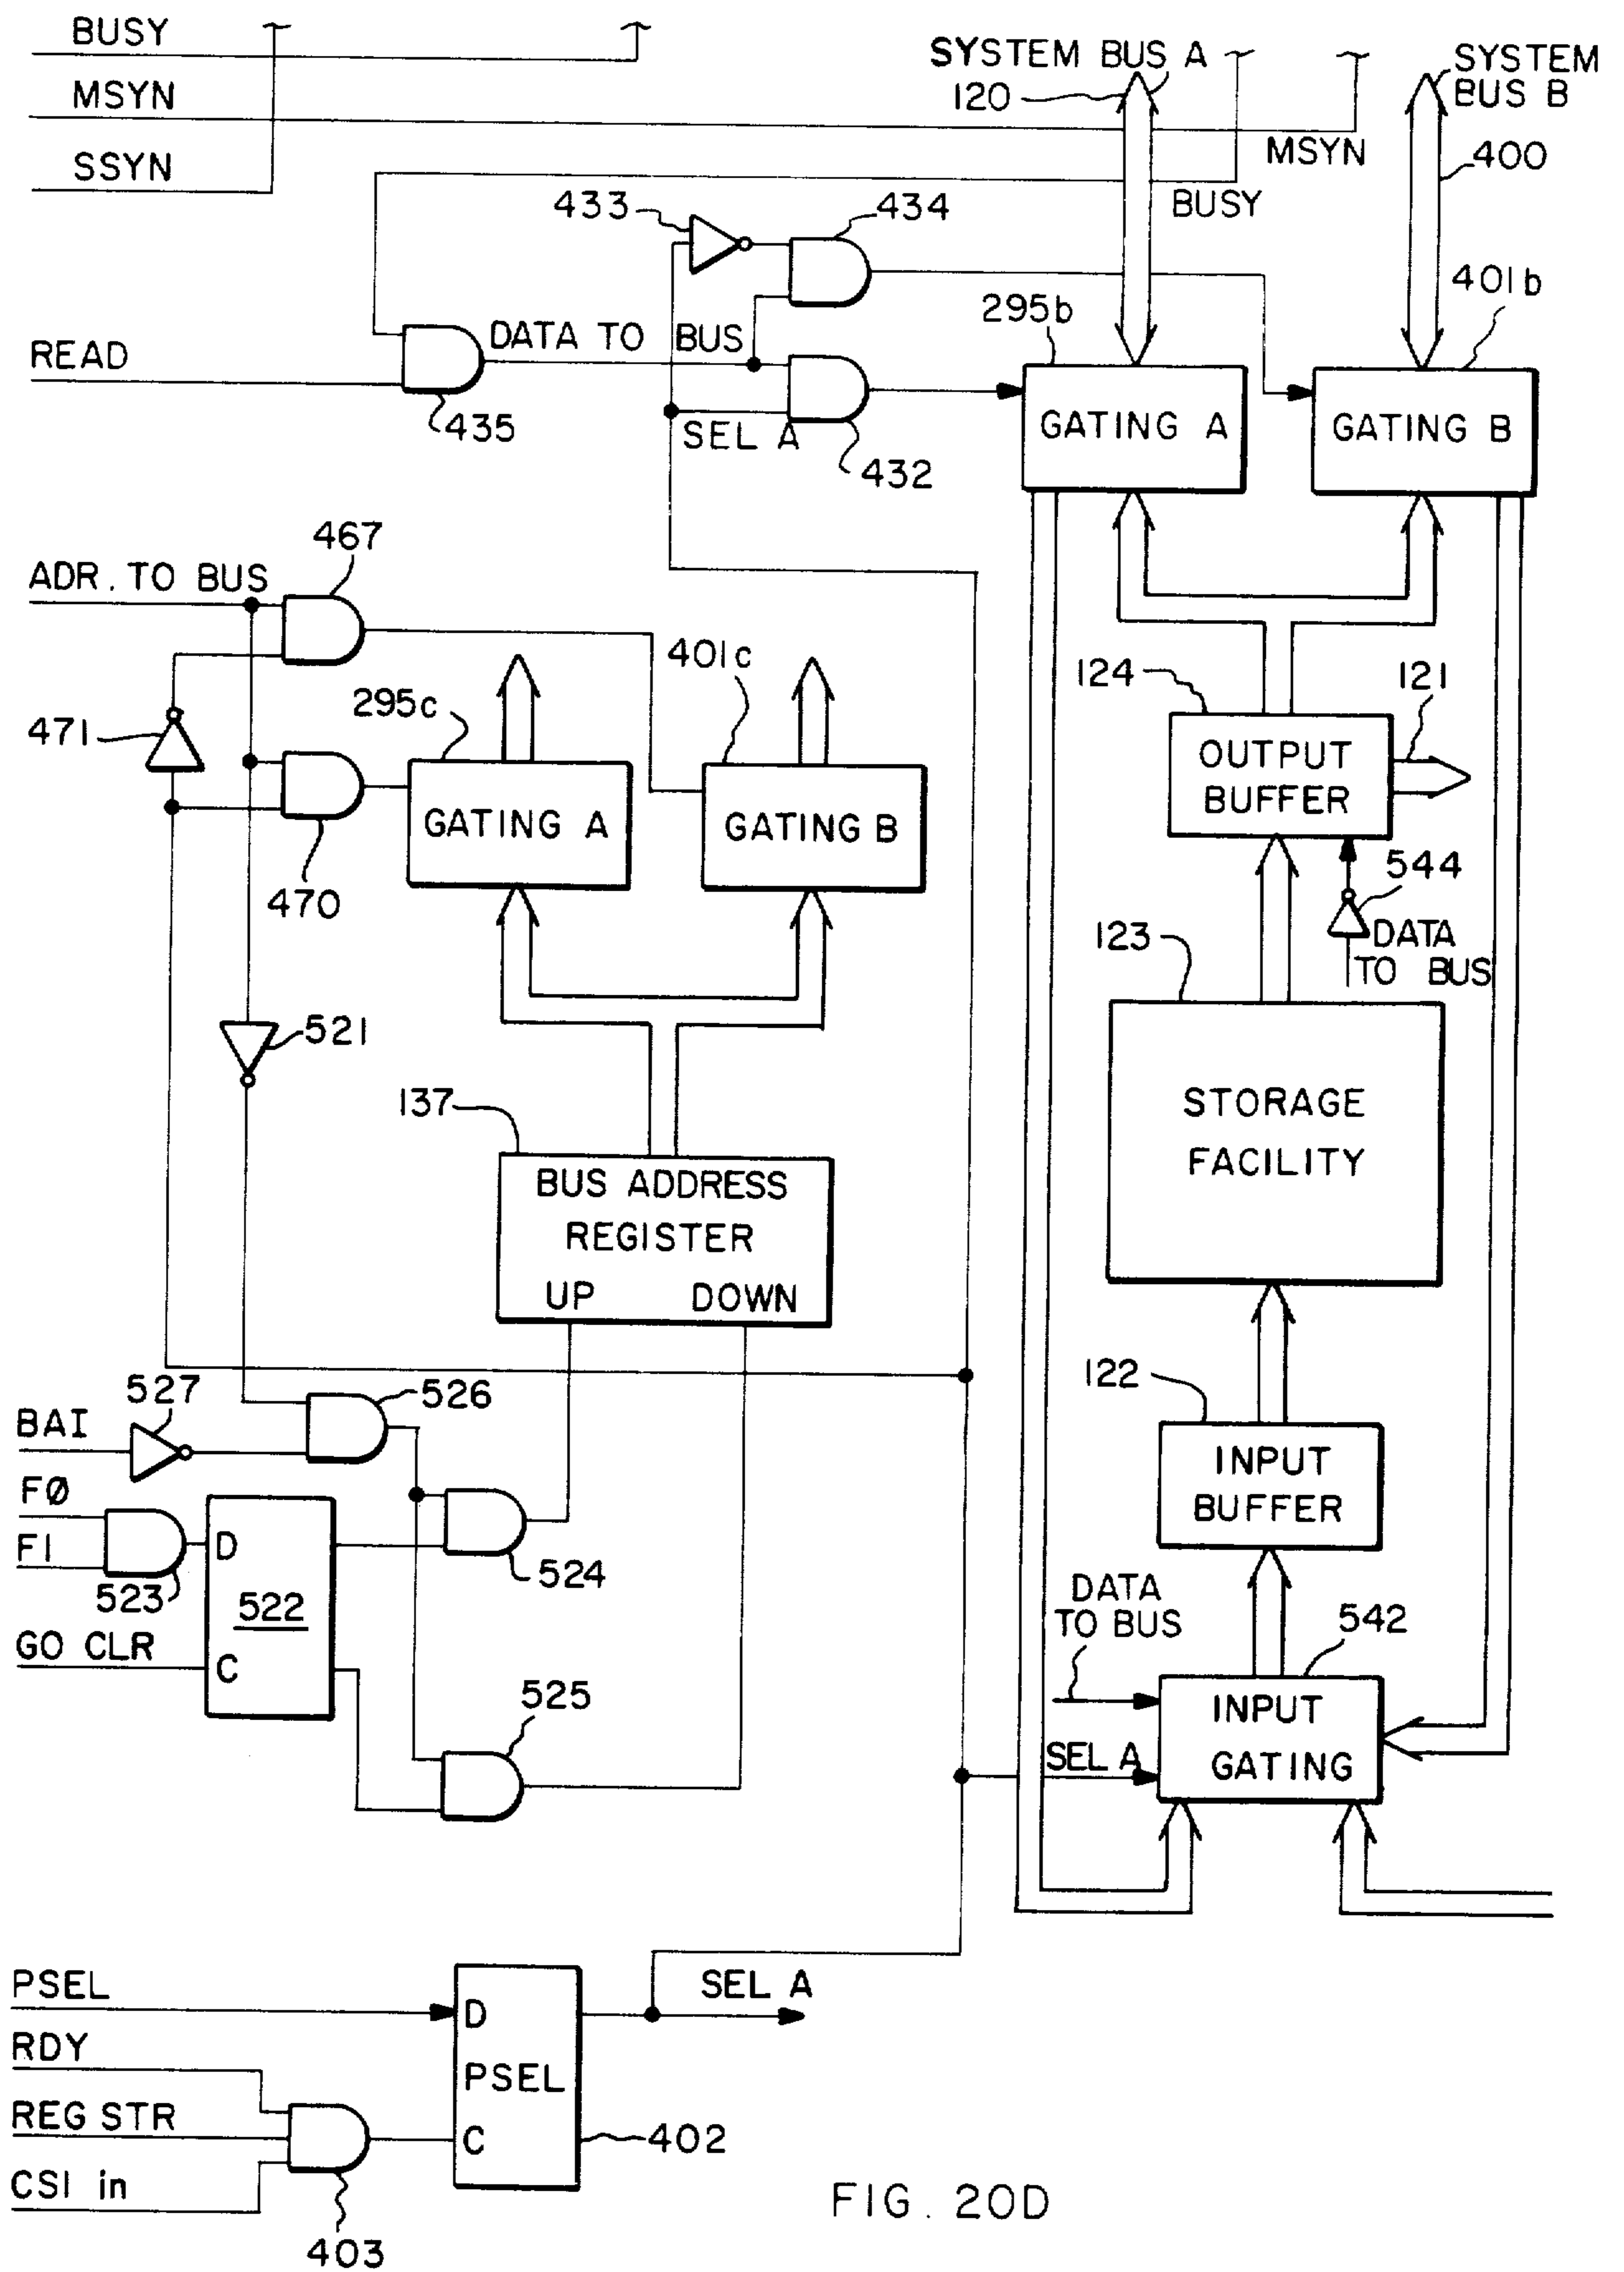 BUSY
MSYN
SSYN
SYSTEM BUS A
120
SYSTEM
BUS B
MSYN
400
BUSY
433
434
295b
401b
READ
DATA TO BUS
435
SEL A
432
GATING A
GATING B
467
ADR. TO BUS
471
295c
401c
124
121
OUTPUT
BUFFER
GATING A
GATING B
470
544
DATA
TO BUS
123
521
STORAGE
FACILITY
137
BUS ADDRESS
REGISTER
UP DOWN
527
526
122
BAI
INPUT
BUFFER
FØ
F1
D
523
522
524
GO CLR
C
DATA
TO BUS
542
525
INPUT
GATING
SEL A
PSEL
D
SEL A
RDY
PSEL
REG STR
C
402
CSI in
403
FIG. 20D